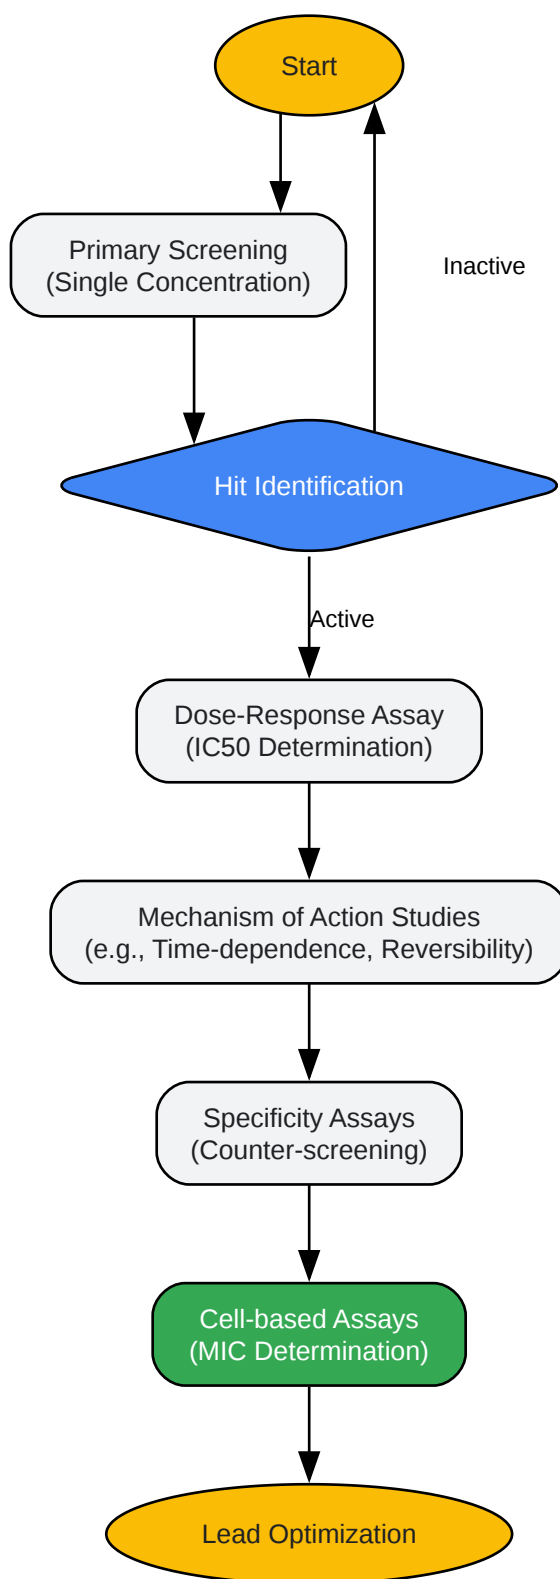 Start
Primary Screening
(Single Concentration)
Inactive
Hit Identification
Active
Dose-Response Assay
(IC50 Determination)
Mechanism of Action Studies
(e.g., Time-dependence, Reversibility)
Specificity Assays
(Counter-screening)
Cell-based Assays
(MIC Determination)
Lead Optimization